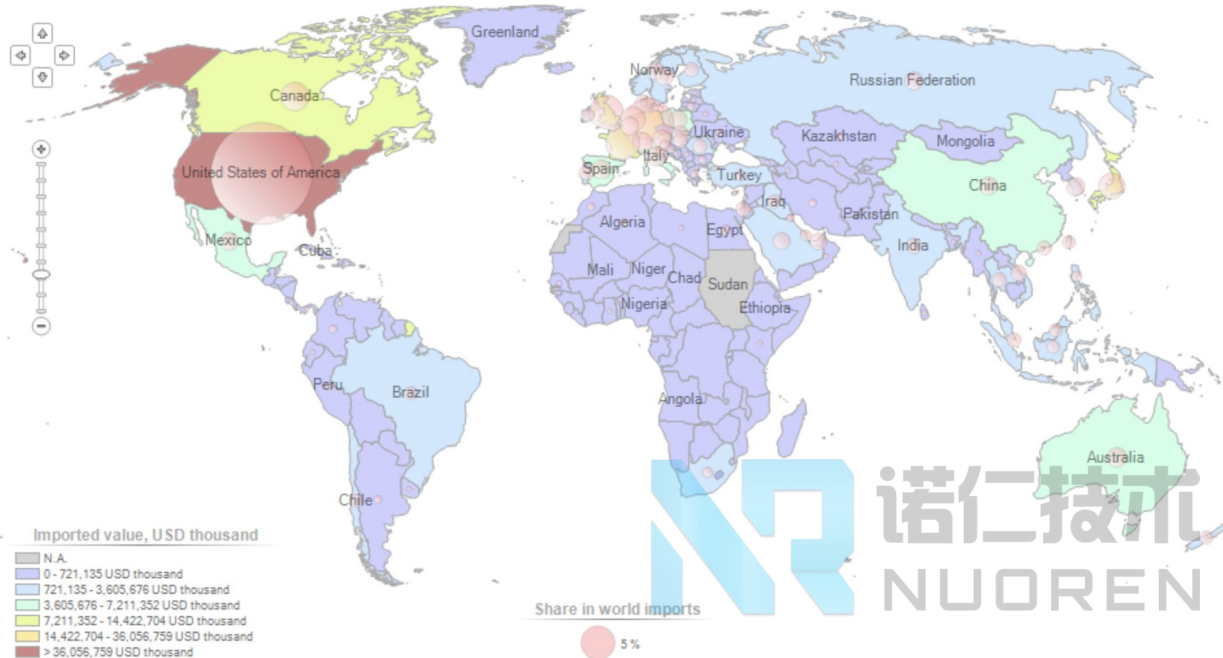 Greenland
Norway
Russian Federation
Canada
Ukraine
Kazakhstan
Mongolia
United States of America
Italy
Spain
Turkey
China
Iraq
Pakistan
Mexico
Algeria
Egypt
India
Cuba
Mali
Niger
Chad
Sudan
Nigeria
Ethiopia
Peru
Brazil
Angola
Australia
Chile
诺仁技术
NUOREN
Imported value, USD thousand
N.A.
0 - 721,135 USD thousand
721,135 - 3,605,676 USD thousand
3,605,676 - 7,211,352 USD thousand
7,211,352 - 14,422,704 USD thousand
14,422,704 - 36,056,759 USD thousand
> 36,056,759 USD thousand
Share in world imports
5 %